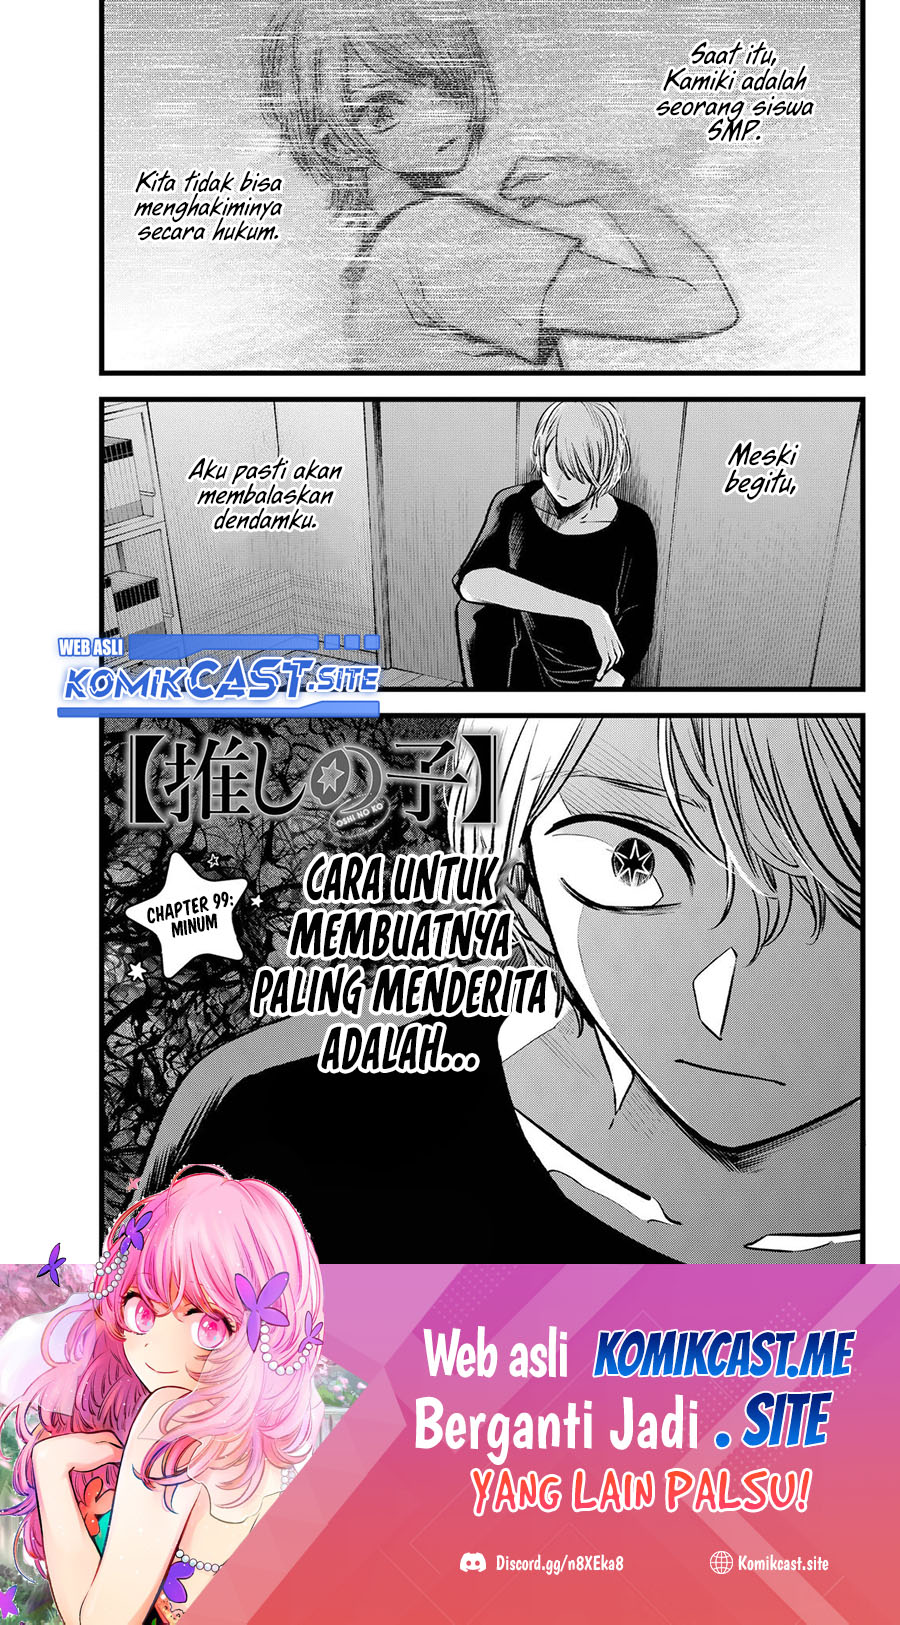 Saat itu,
Kamiki adalah
seorang siswa
SMP.
Kita tidak bisa
menghakiminya
secara hukum.
Meski
begitu,
Aku pasti akan
membalaskan
dendamku.
WEB ASLI
KOMIKCAST.SITE
【推しの子】
OSHI NO KO
CHAPTER 99:
MINUM
CARA UNTUK
MEMBUATNYA
PALING MENDERITA
ADALAH...
Web asli KOMIKCAST.ME
Berganti Jadi .SITE
YANG LAIN PALSU!
Discord.gg/n8XEka8
Komikcast.site